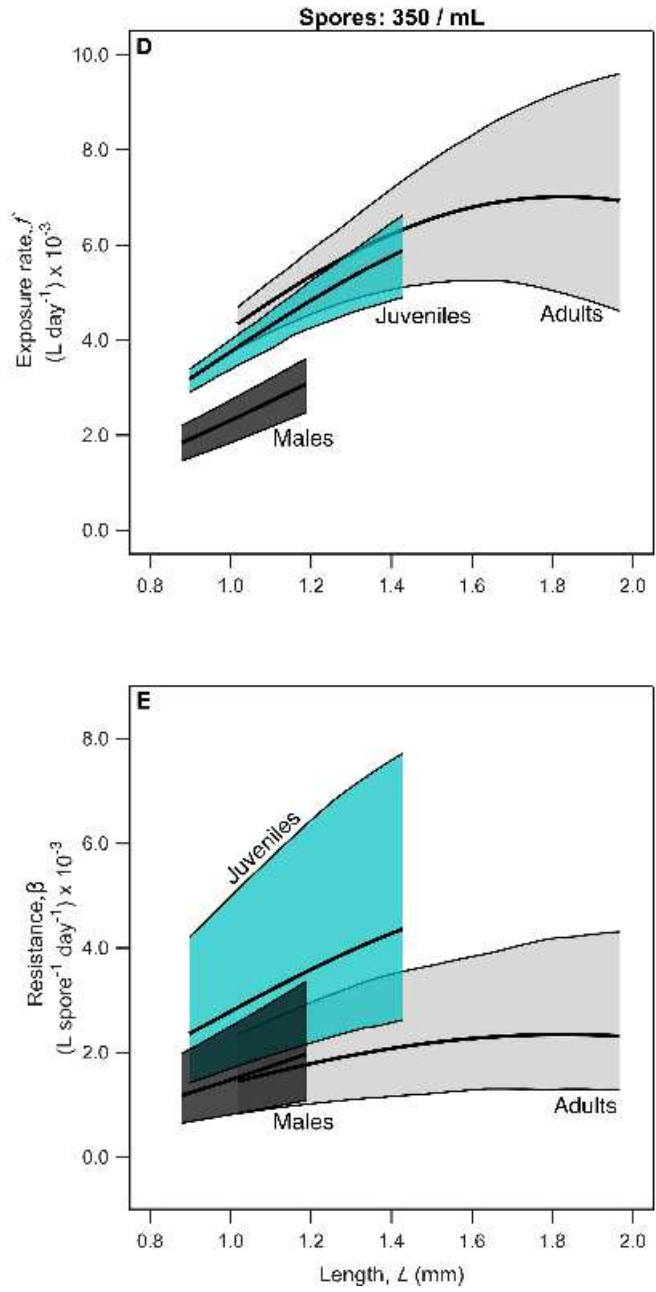 Spores: 350 / mL
D
10.0
8.0
6.0
4.0
2.0
0.0
Exposure rate, f̂
(L day⁻¹) x 10⁻³
Juveniles
Adults
Males
0.8 1.0 1.2 1.4 1.6 1.8 2.0
E
8.0
6.0
4.0
2.0
0.0
Resistance, β
(L spore⁻¹ day⁻¹) x 10⁻³
Juveniles
Adults
Males
0.8 1.0 1.2 1.4 1.6 1.8 2.0
Length, L (mm)